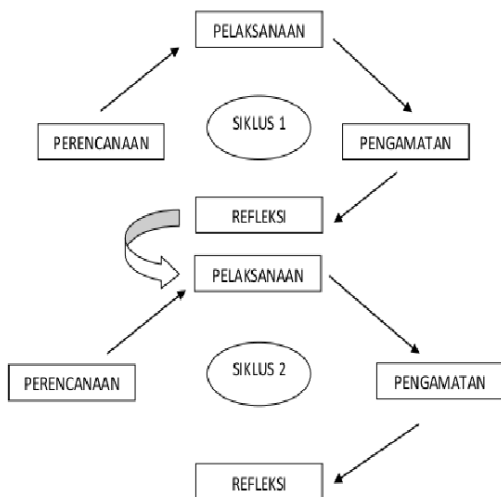 PELAKSANAAN
SIKLUS 1
PERENCANAAN
PENGAMATAN
REFLEKSI
PELAKSANAAN
SIKLUS 2
PERENCANAAN
PENGAMATAN
REFLEKSI